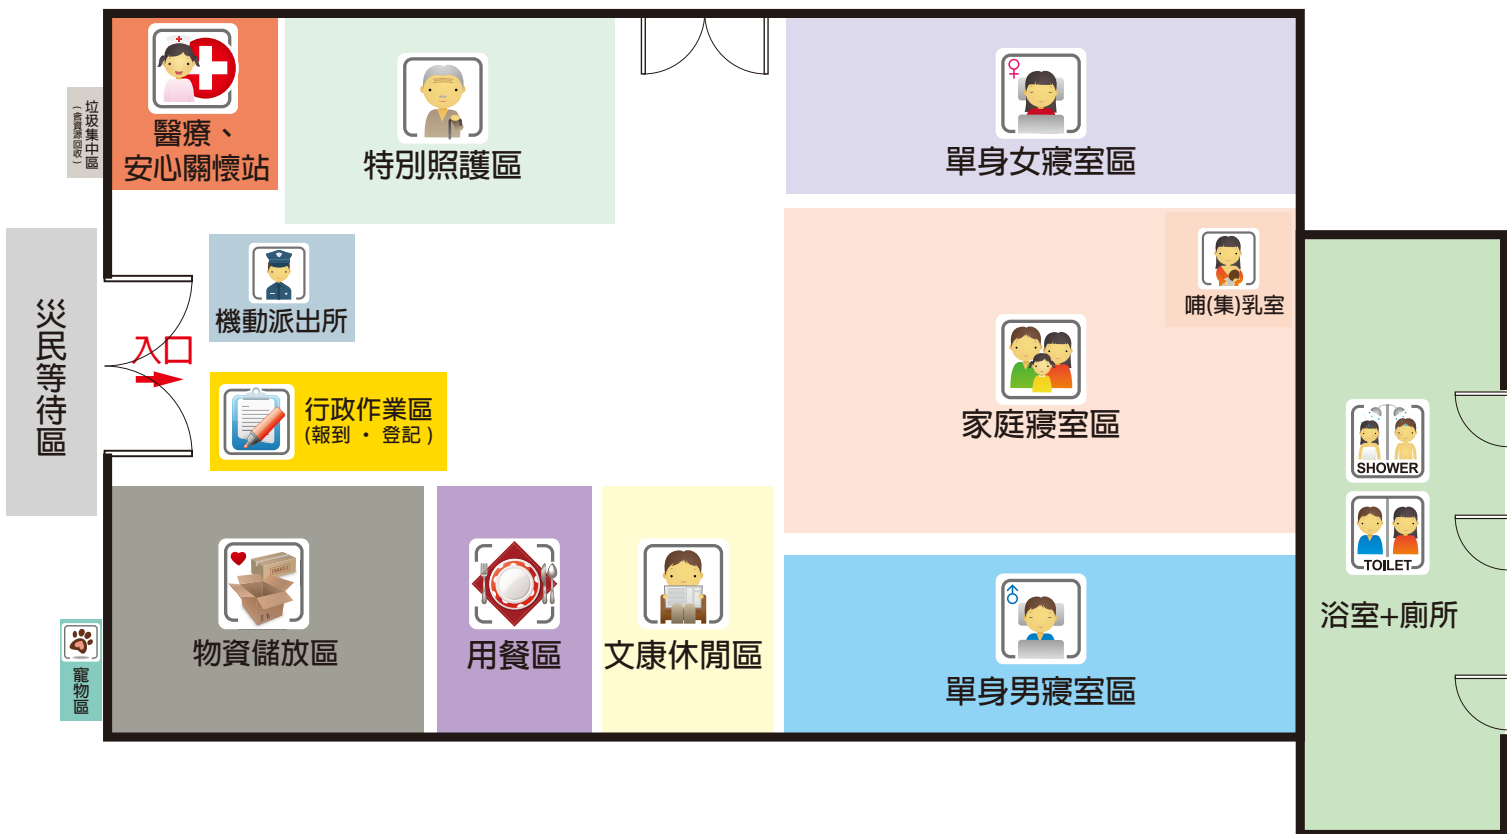 醫療、
安心關懷站
特別照護區
單身女寢室區
垃圾集中區
(含資源回收)
機動派出所
哺(集)乳室
災民等待區
入口
行政作業區
(報到 ・ 登記)
家庭寢室區
SHOWER
TOILET
浴室+廁所
物資儲放區
FRAGILE
用餐區
文康休閒區
單身男寢室區
寵物區